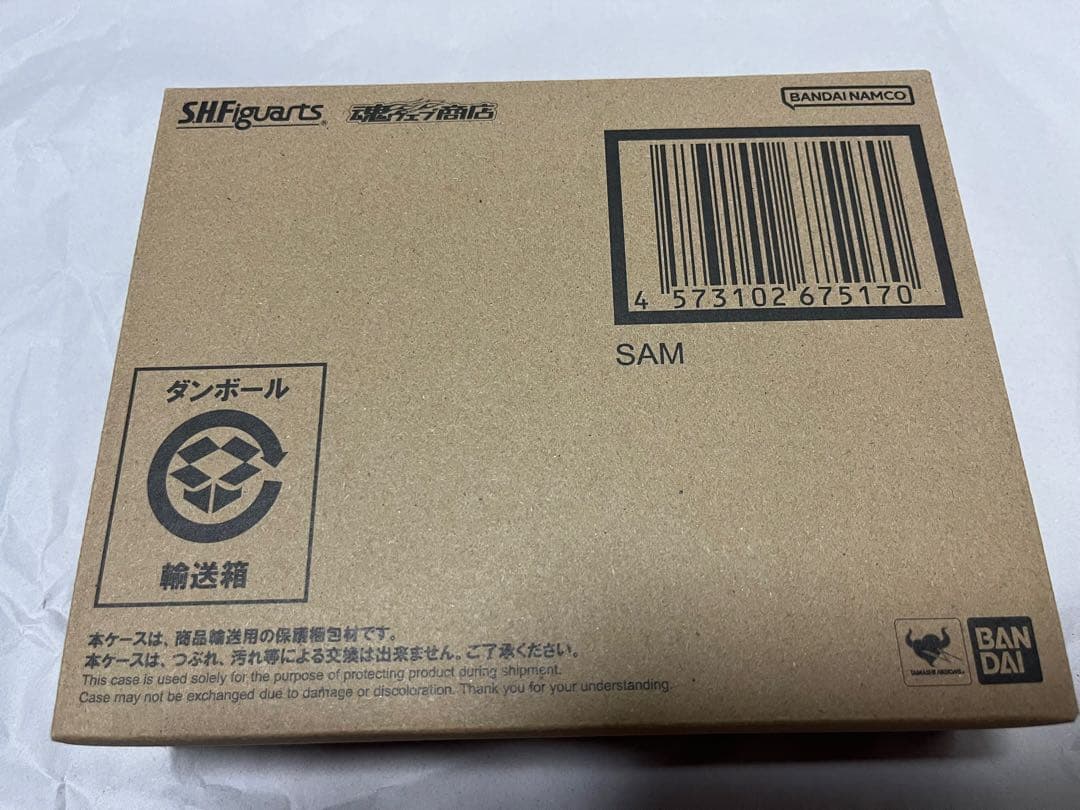 S.H.Figuarts
魂ウェブ商店
BANDAI NAMCO
4 573102 675170
SAM
ダンボール
輸送箱
本ケースは、商品輸送用の保護梱包材です。
本ケースは、つぶれ、汚れ等による交換は出来ません。ご了承ください。
This case is used solely for the purpose of protecting product during shipment.
Case may not be exchanged due to damage or discoloration. Thank you for your understanding.
TAMASHII NATIONS
BAN
DAI